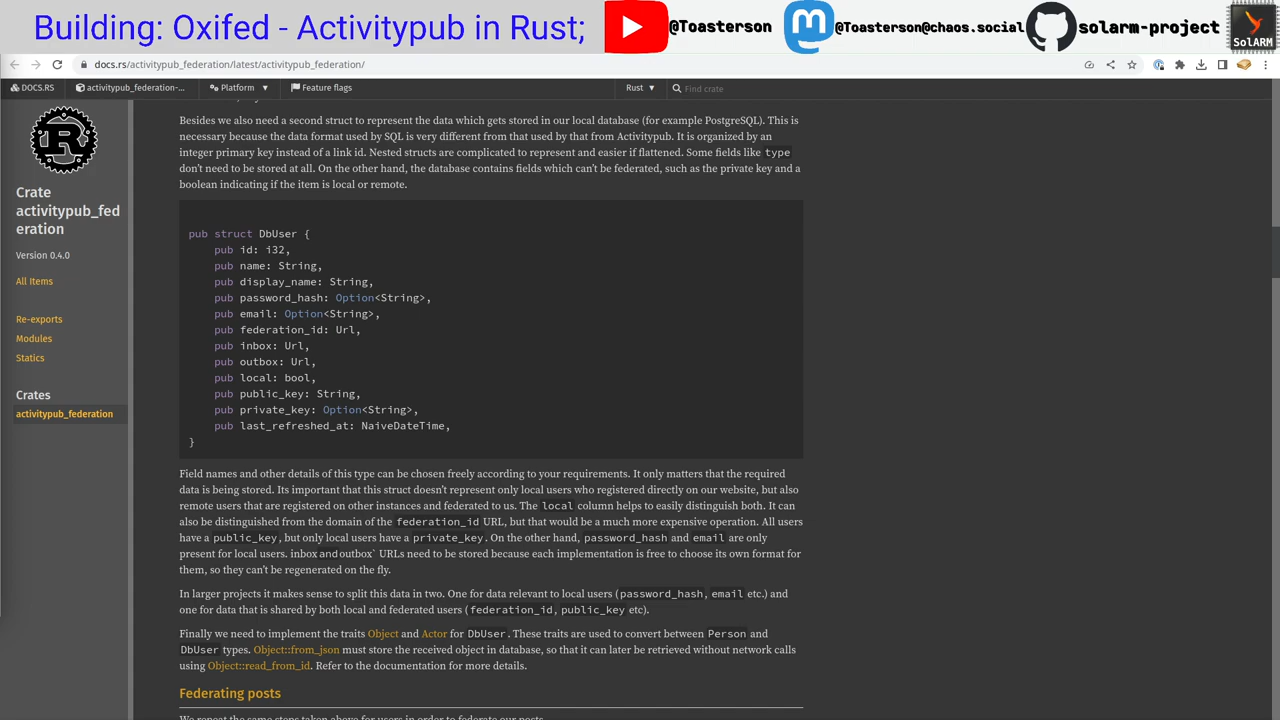 Building: Oxifed - Activitypub in Rust;
@Toasterson
@Toasterson@chaos.social
solarm-project
SolARM
docs.rs/activitypub_federation/latest/activitypub_federation/
DOCS.RS
activitypub_federation-...
Platform
Feature flags
Rust
Find crate
Crate
activitypub_fed
eration
Version 0.4.0
All Items
Re-exports
Modules
Statics
Crates
activitypub_federation
Besides we also need a second struct to represent the data which gets stored in our local database (for example PostgreSQL). This is
necessary because the data format used by SQL is very different from that used by that from Activitypub. It is organized by an
integer primary key instead of a link id. Nested structs are complicated to represent and easier if flattened. Some fields like type
don't need to be stored at all. On the other hand, the database contains fields which can't be federated, such as the private key and a
boolean indicating if the item is local or remote.
pub struct DbUser {
pub id: i32,
pub name: String,
pub display_name: String,
pub password_hash: Option<String>,
pub email: Option<String>,
pub federation_id: Url,
pub inbox: Url,
pub outbox: Url,
pub local: bool,
pub public_key: String,
pub private_key: Option<String>,
pub last_refreshed_at: NaiveDateTime,
}
Field names and other details of this type can be chosen freely according to your requirements. It only matters that the required
data is being stored. Its important that this struct doesn't represent only local users who registered directly on our website, but also
remote users that are registered on other instances and federated to us. The local column helps to easily distinguish both. It can
also be distinguished from the domain of the federation_id URL, but that would be a much more expensive operation. All users
have a public_key, but only local users have a private_key. On the other hand, password_hash and email are only
present for local users. inbox and outbox` URLs need to be stored because each implementation is free to choose its own format for
them, so they can't be regenerated on the fly.
In larger projects it makes sense to split this data in two. One for data relevant to local users (password_hash, email etc.) and
one for data that is shared by both local and federated users (federation_id, public_key etc).
Finally we need to implement the traits Object and Actor for DbUser. These traits are used to convert between Person and
DbUser types. Object::from_json must store the received object in database, so that it can later be retrieved without network calls
using Object::read_from_id. Refer to the documentation for more details.
Federating posts
We repeat the same steps taken above for users in order to federate our posts.